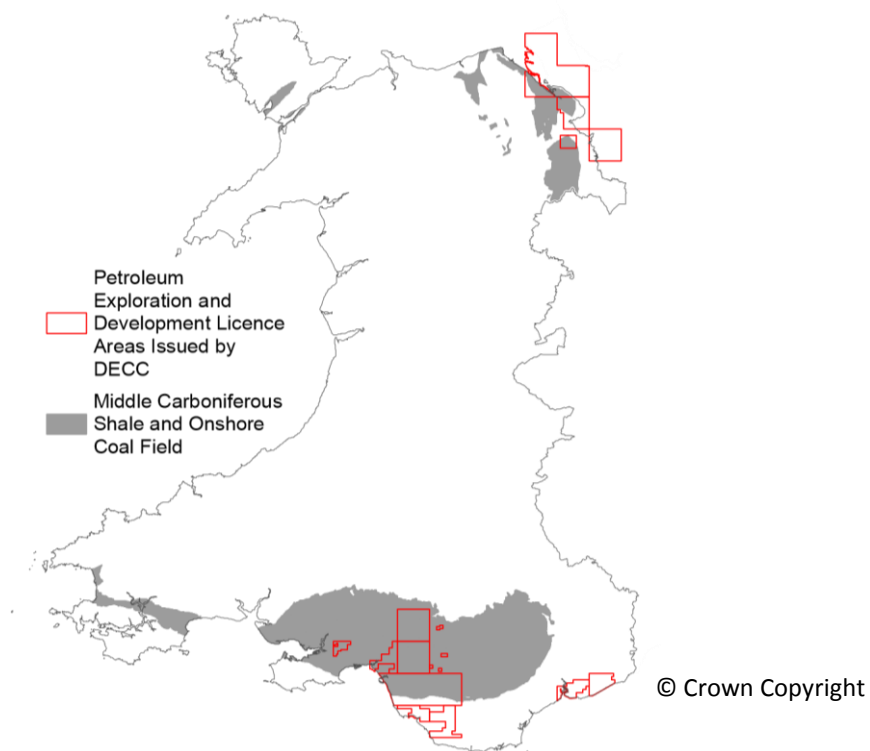 Petroleum
Exploration and
Development Licence
Areas Issued by
DECC
Middle Carboniferous
Shale and Onshore
Coal Field
© Crown Copyright